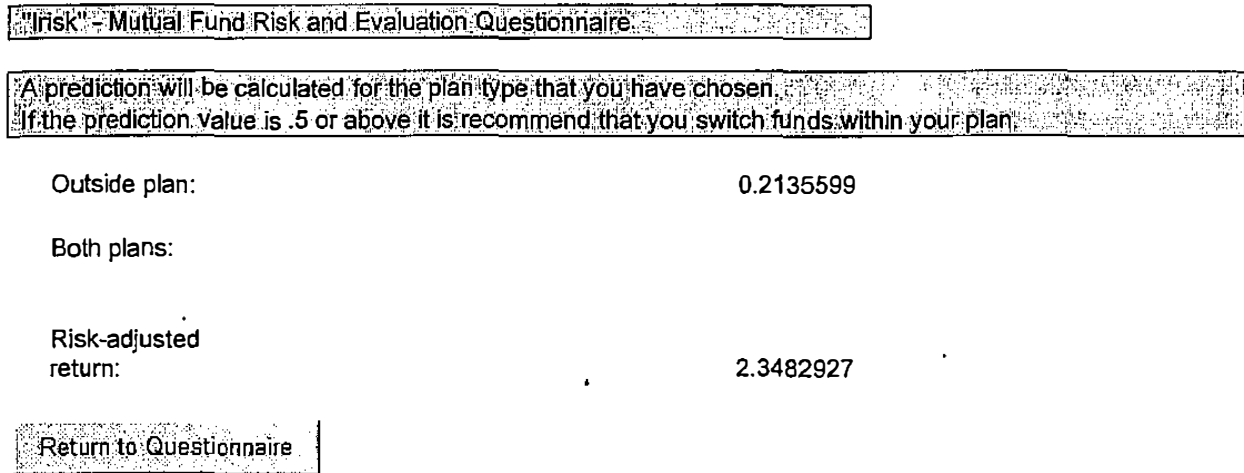 "Irisk" - Mutual Fund Risk and Evaluation Questionnaire.
A prediction will be calculated for the plan type that you have chosen.
If the prediction value is .5 or above it is recommend that you switch funds within your plan.
Outside plan: 0.2135599
Both plans:
Risk-adjusted
return: 2.3482927
Return to Questionnaire